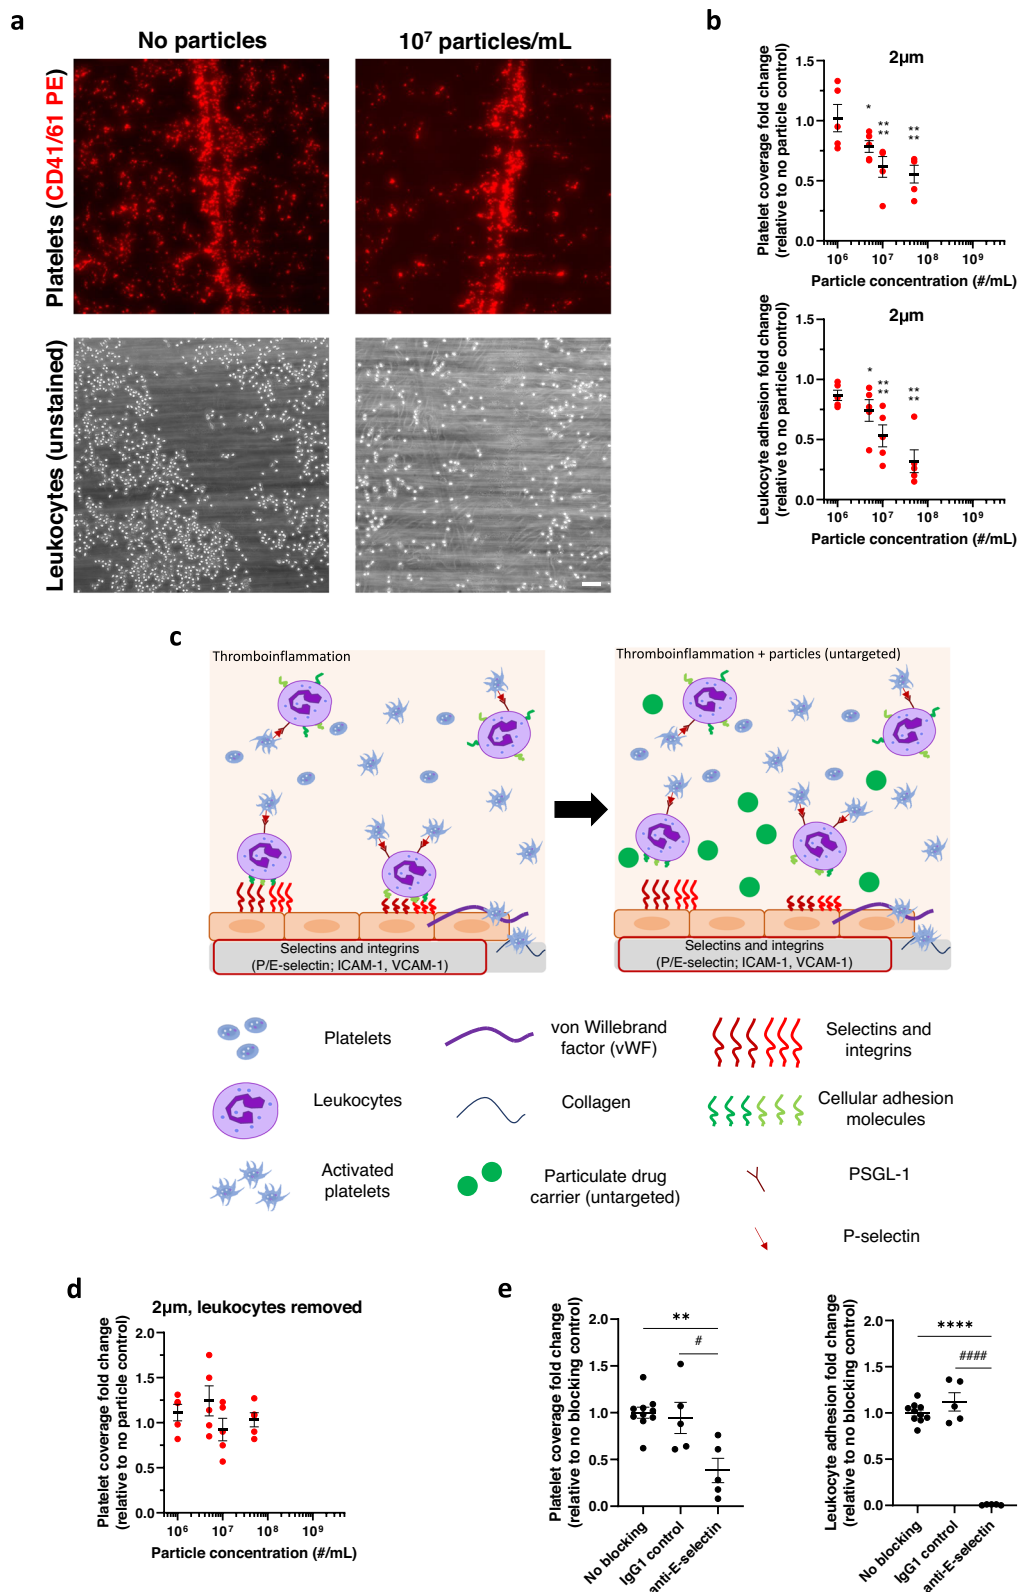 a
No particles
10⁷ particles/mL
Platelets (CD41/61 PE)
Leukocytes (unstained)
b
2µm
Platelet coverage fold change
(relative to no particle control)
1.5
1.0
0.5
0.0
*
**
**
**
**
10⁶
10⁷
10⁸
10⁹
Particle concentration (#/mL)
2µm
Leukocyte adhesion fold change
(relative to no particle control)
1.5
1.0
0.5
0.0
*
**
**
**
**
10⁶
10⁷
10⁸
10⁹
Particle concentration (#/mL)
c
Thromboinflammation
Thromboinflammation + particles (untargeted)
Selectins and integrins
(P/E-selectin; ICAM-1, VCAM-1)
Selectins and integrins
(P/E-selectin; ICAM-1, VCAM-1)
Platelets
von Willebrand
factor (vWF)
Selectins and
integrins
Leukocytes
Collagen
Cellular adhesion
molecules
Activated
platelets
Particulate drug
carrier (untargeted)
PSGL-1
P-selectin
d
2µm, leukocytes removed
Platelet coverage fold change
(relative to no particle control)
2.0
1.5
1.0
0.5
0.0
10⁶
10⁷
10⁸
10⁹
Particle concentration (#/mL)
e
Platelet coverage fold change
(relative to no blocking control)
2.0
1.5
1.0
0.5
0.0
**
#
No blocking
IgG1 control
anti-E-selectin
Leukocyte adhesion fold change
(relative to no blocking control)
2.0
1.5
1.0
0.5
0.0
****
####
No blocking
IgG1 control
anti-E-selectin